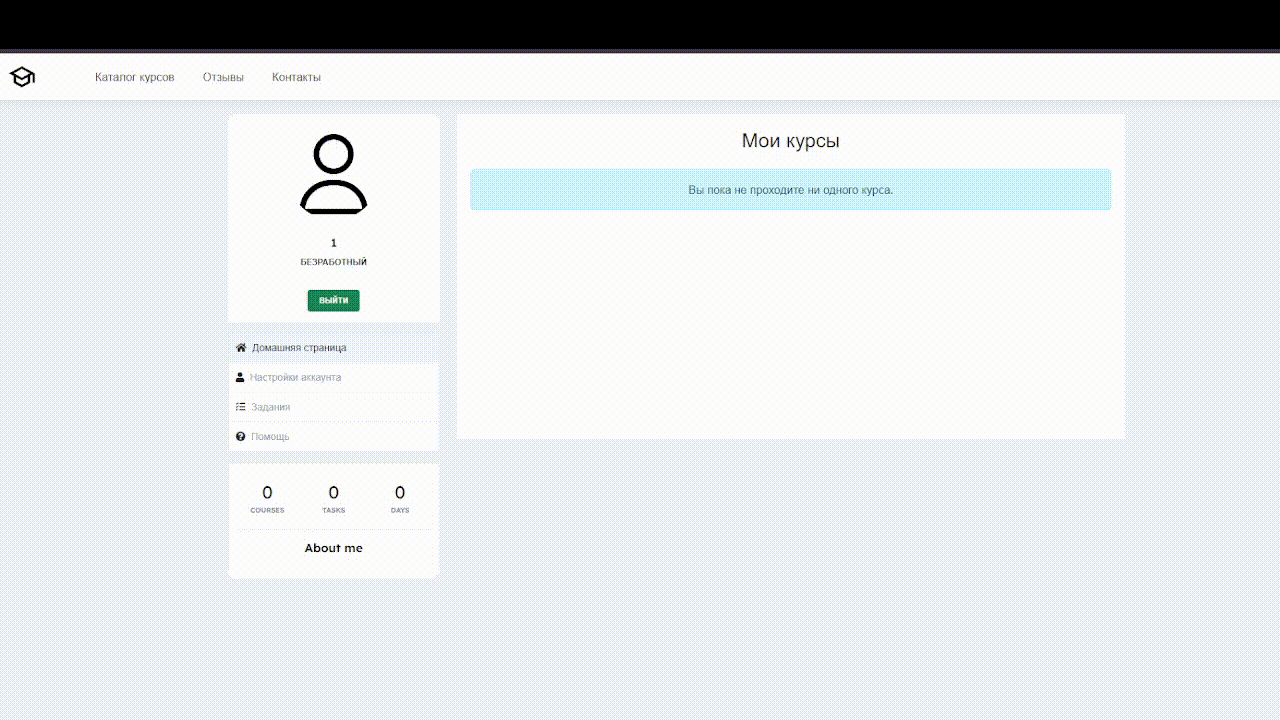 Каталог курсов Отзывы Контакты
1
БЕЗРАБОТНЫЙ
ВЫЙТИ
Домашняя страница
Настройки аккаунта
Задания
Помощь
0 0 0
COURSES TASKS DAYS
About me
Мои курсы
Вы пока не проходите ни одного курса.